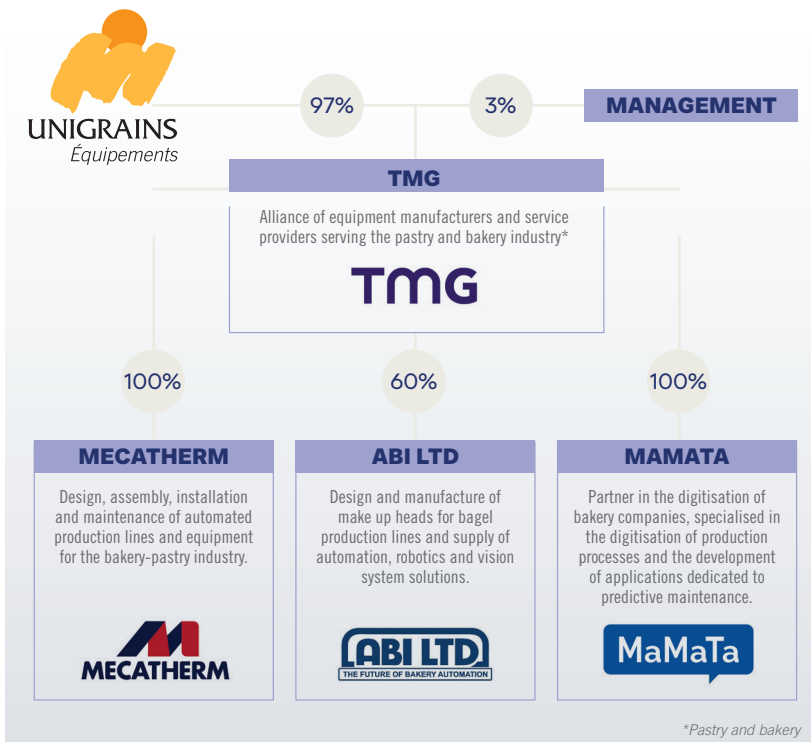 UNIGRAINS
Équipements
97%
3%
MANAGEMENT
TMG
Alliance of equipment manufacturers and service
providers serving the pastry and bakery industry*
TMG
100%
60%
100%
MECATHERM
Design, assembly, installation
and maintenance of automated
production lines and equipment
for the bakery-pastry industry.
MECATHERM
ABI LTD
Design and manufacture of
make up heads for bagel
production lines and supply of
automation, robotics and vision
system solutions.
ABI LTD
THE FUTURE OF BAKERY AUTOMATION
MAMATA
Partner in the digitisation of
bakery companies, specialised in
the digitisation of production
processes and the development
of applications dedicated to
predictive maintenance.
MaMaTa
*Pastry and bakery